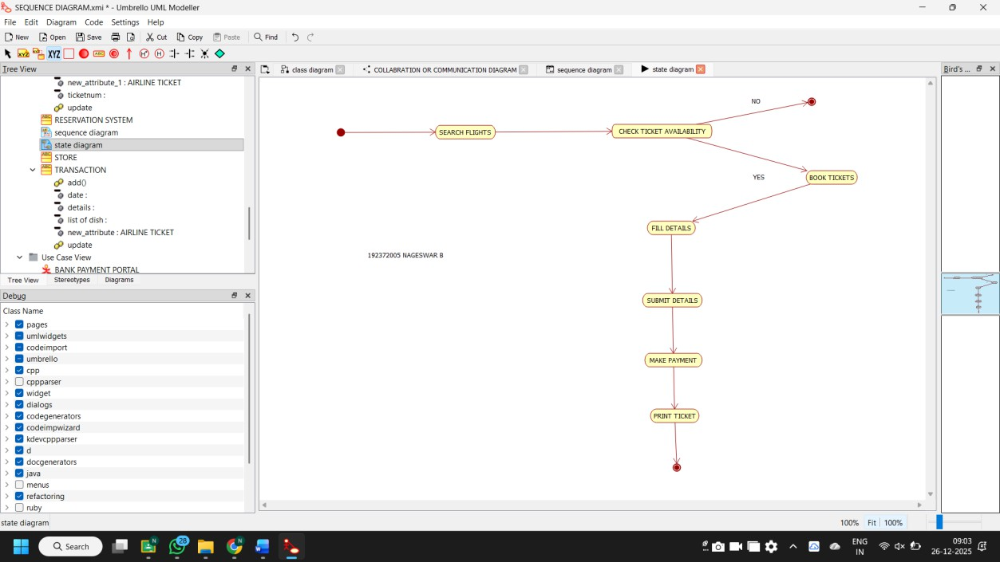 SEQUENCE DIAGRAM.xmi * - Umbrello UML Modeller
File Edit Diagram Code Settings Help
New Open Save Cut Copy Paste Find
XYZ XYZ ABC H H
Tree View
new_attribute_1 : AIRLINE TICKET
ticketnum :
update
RESERVATION SYSTEM
sequence diagram
state diagram
STORE
TRANSACTION
add()
date :
details :
list of dish :
new_attribute : AIRLINE TICKET
update
Use Case View
BANK PAYMENT PORTAL
Tree View Stereotypes Diagrams
Debug
Class Name
pages
umlwidgets
codeimport
umbrello
cpp
cppparser
widget
dialogs
codegenerators
codeimpwizard
kdevcppparser
d
docgenerators
java
menus
refactoring
ruby
class diagram COLLABRATION OR COMMUNICATION DIAGRAM sequence diagram state diagram
Bird's ...
NO
SEARCH FLIGHTS
CHECK TICKET AVAILABILITY
YES
BOOK TICKETS
FILL DETAILS
192372005 NAGESWAR B
SUBMIT DETAILS
MAKE PAYMENT
PRINT TICKET
state diagram
100% Fit 100%
Search
N
28
N
ENG
IN
09:03
26-12-2025